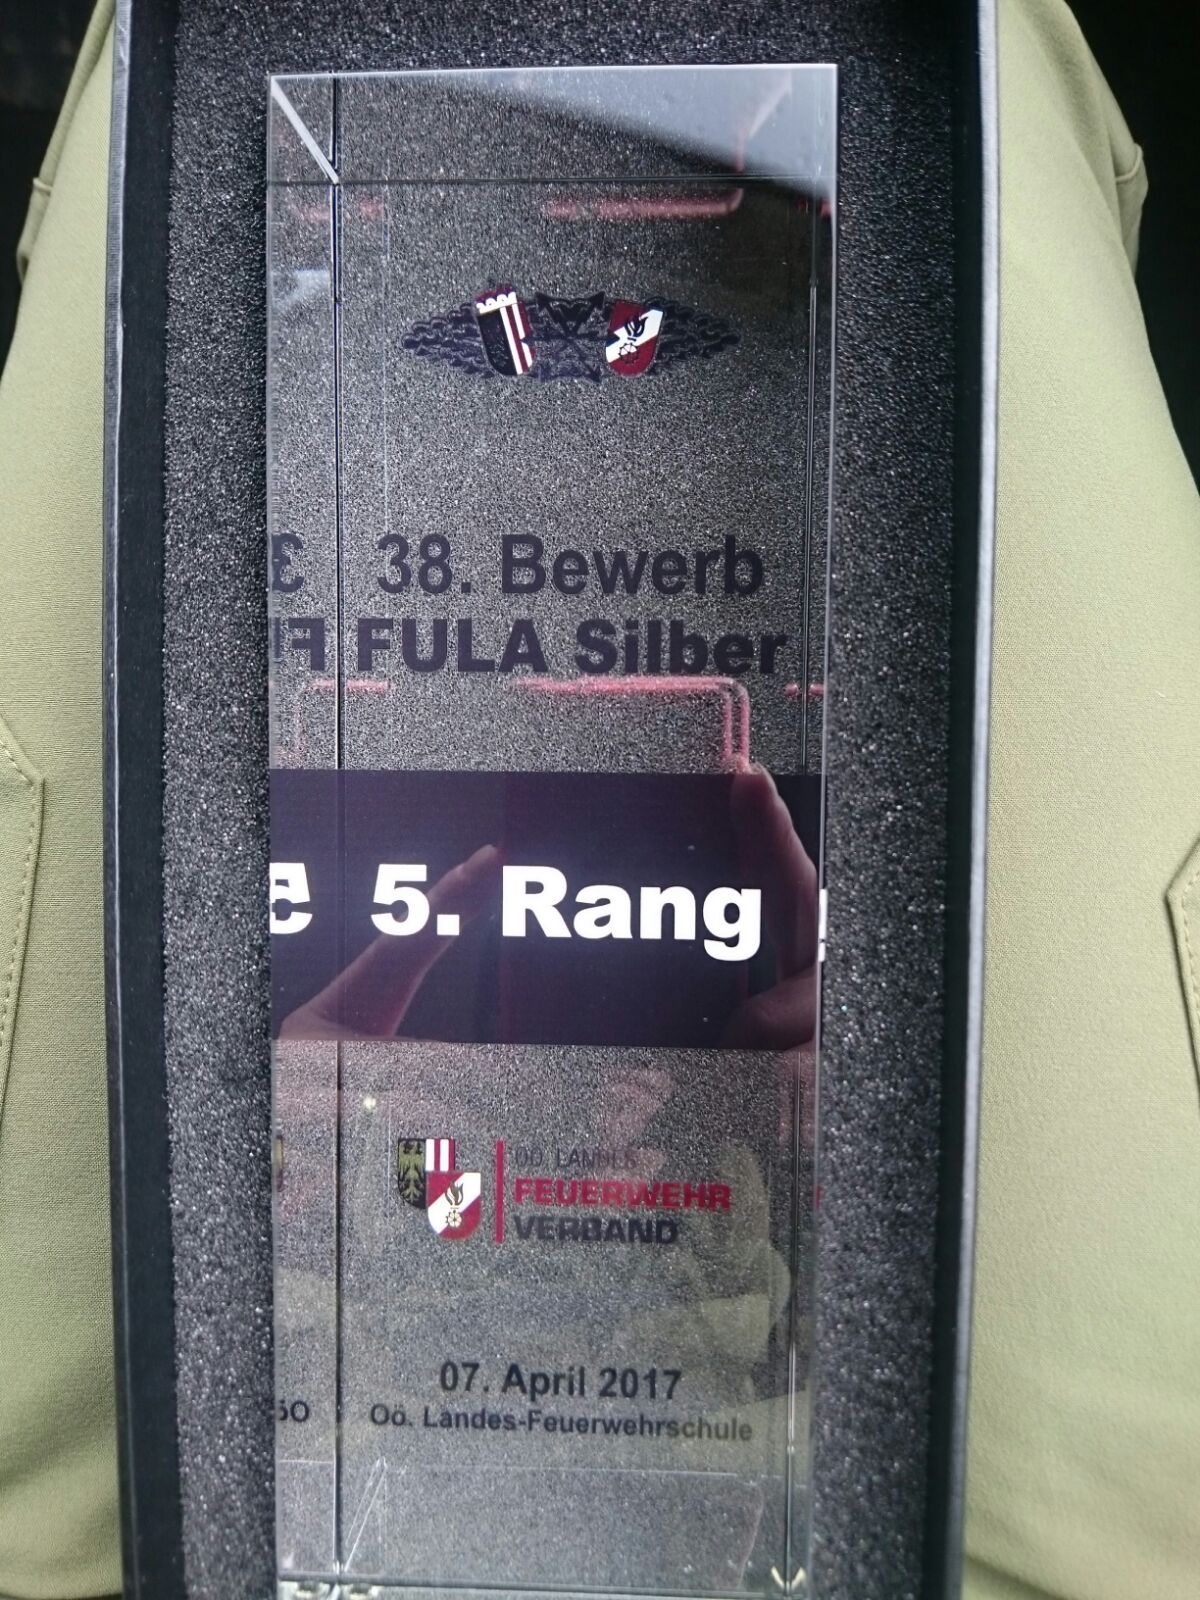 38. Bewerb
FULA Silber
5. Rang
OÖ. LANDES
FEUERWEHR
VERBAND
07. April 2017
Oö. Landes-Feuerwehrschule